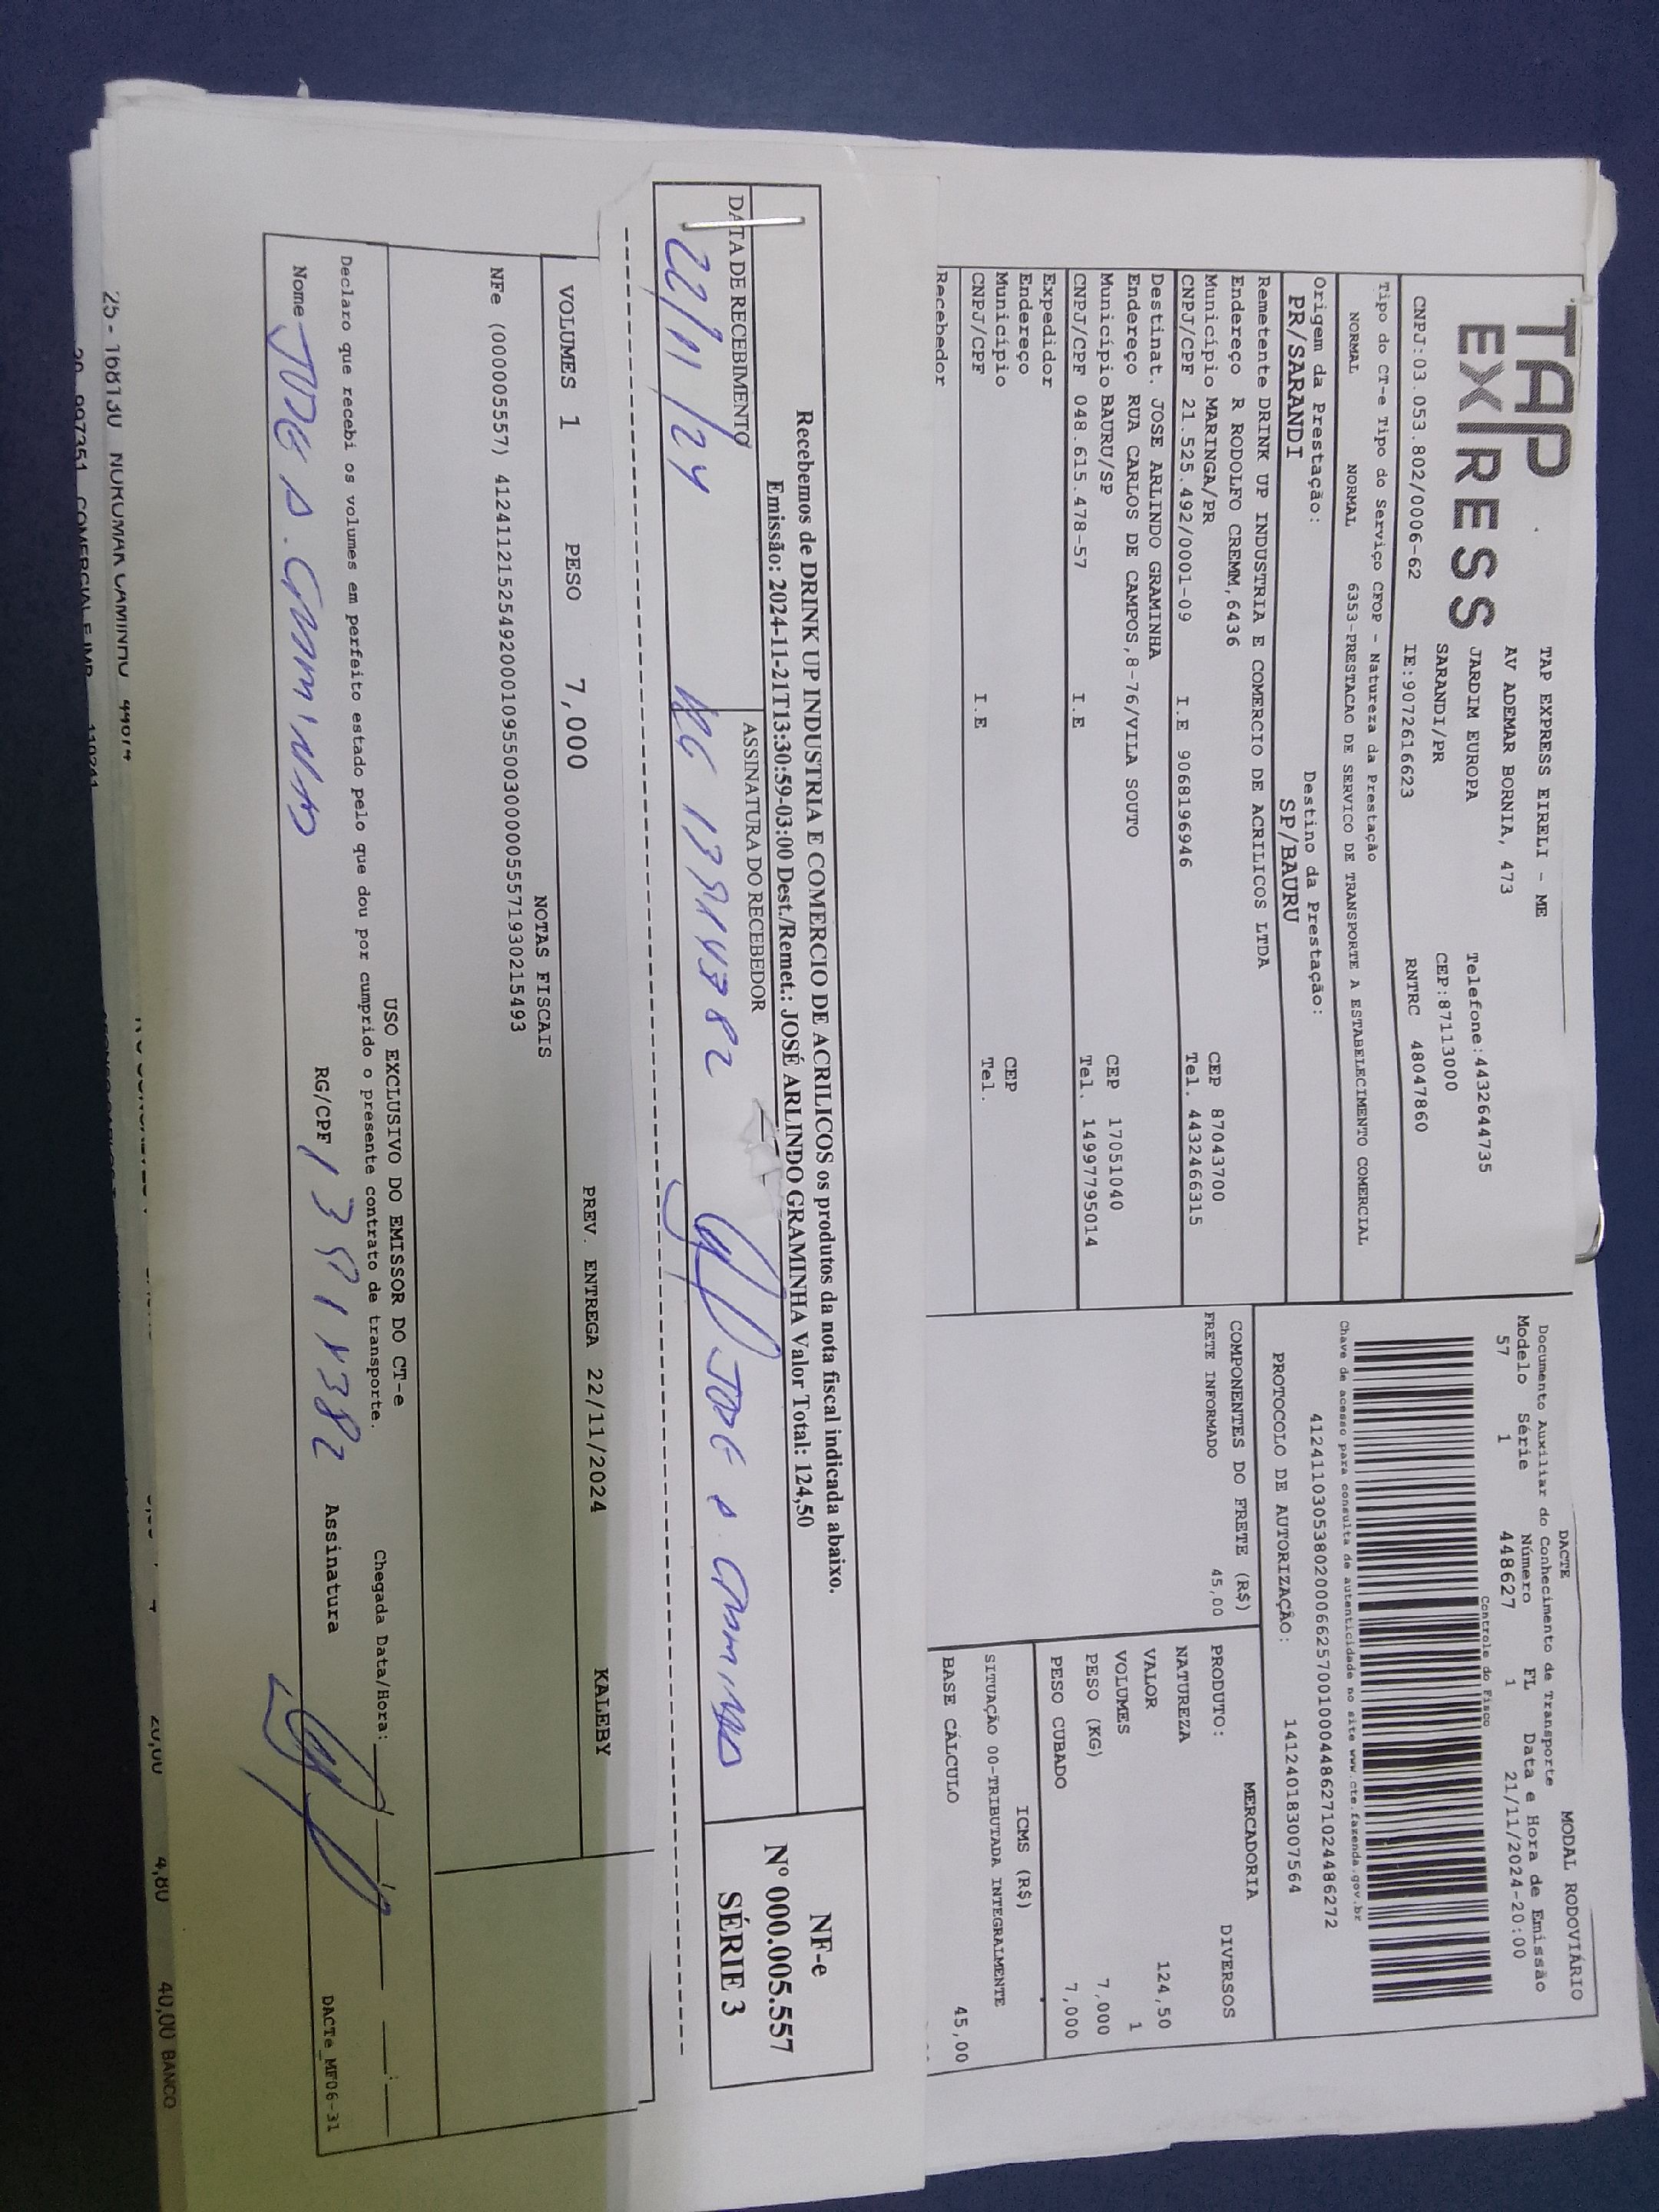 TAP EXPRESS
TAP EXPRESS EIRELI - ME
AV ADEMAR BORNIA, 473
JARDIM EUROPA Telefone:4432644735
SARANDI/PR CEP:87113000
CNPJ:03.053.802/0006-62 IE:9072616623 RNTRC 48047860
Tipo do CT-e Tipo do Serviço CFOP - Natureza da Prestação
NORMAL NORMAL 6353-PRESTACAO DE SERVICO DE TRANSPORTE A ESTABELECIMENTO COMERCIAL
Origem da Prestação: Destino da Prestação:
PR/SARANDI SP/BAURU
Remetente DRINK UP INDUSTRIA E COMERCIO DE ACRILICOS LTDA
Endereço R RODOLFO CREMM,6436
Município MARINGA/PR CEP 87043700
CNPJ/CPF 21.525.492/0001-09 I.E 9068196946 Tel. 4432466315
Destinat. JOSE ARLINDO GRAMINHA
Endereço RUA CARLOS DE CAMPOS,8-76/VILA SOUTO
Município BAURU/SP CEP 17051040
CNPJ/CPF 048.615.478-57 I.E Tel. 14997795014
Expedidor
Endereço
Município CEP
CNPJ/CPF I.E Tel.
Recebedor
DACTE MODAL RODOVIÁRIO
Documento Auxiliar do Conhecimento de Transporte
Modelo Série Número FL Data e Hora de Emissão
57 1 448627 1 21/11/2024-20:00
Controle do Fisco
Chave de acesso para consulta de autenticidade no site www.cte.fazenda.gov.br
41241103053802000662570010004486271024486272
PROTOCOLO DE AUTORIZAÇÃO: 141240183007564
COMPONENTES DO FRETE (R$)
FRETE INFORMADO 45,00
MERCADORIA
PRODUTO: DIVERSOS
NATUREZA
VALOR 124,50
VOLUMES 1
PESO (KG) 7,000
PESO CUBADO 7,000
ICMS (R$)
SITUAÇÃO 00-TRIBUTADA INTEGRALMENTE
BASE CÁLCULO 45,00
Recebemos de DRINK UP INDUSTRIA E COMERCIO DE ACRILICOS os produtos da nota fiscal indicada abaixo.
Emissão: 2024-11-21T13:30:59-03:00 Dest./Remet.: JOSÉ ARLINDO GRAMINHA Valor Total: 124,50
DATA DE RECEBIMENTO ASSINATURA DO RECEBEDOR
22/11/24
NF-e
Nº 000.005.557
SÉRIE 3
VOLUMES 1 PESO 7,000 PREV. ENTREGA 22/11/2024 KALEBY
NOTAS FISCAIS
NFe (000005557) 41241121525492000109550030000055571930215493
USO EXCLUSIVO DO EMISSOR DO CT-e
Declaro que recebi os volumes em perfeito estado pelo que dou por cumprido o presente contrato de transporte. Chegada Data/Hora:
Nome RG/CPF Assinatura
DACTe_MF06-31
40,00 BANCO